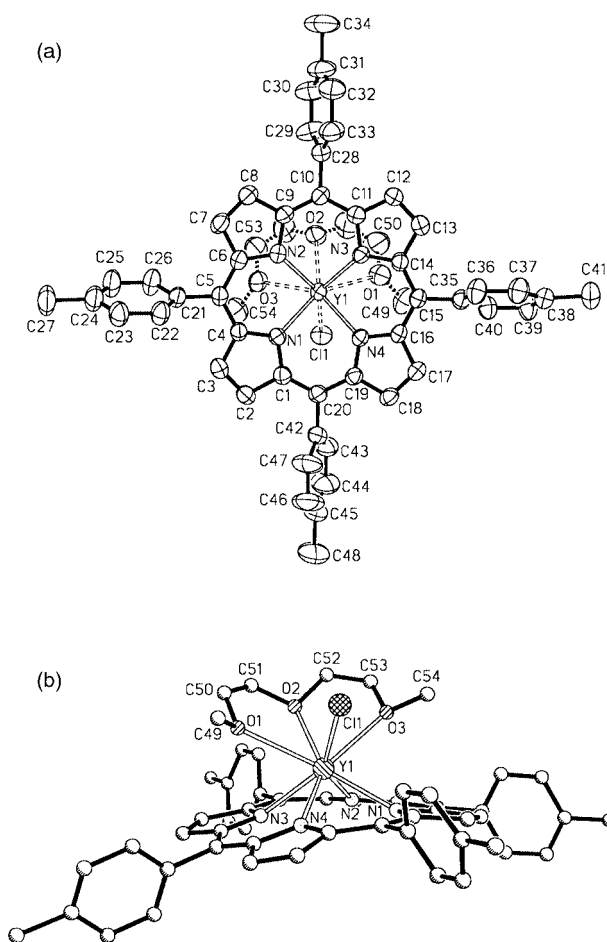 (a)
C34
C31
C30
C32
C29
C33
C28
C10
C8
C9
C11
C12
C7
C53
O2
C50
C13
N2
N3
C6
C14
C25
C26
C5
C35
C36
C37
C41
O3
Y1
O1
C27
C24
C21
C54
C49
C15
C38
C23
C22
C4
N1
Cl1
N4
C16
C40
C39
C3
C2
C1
C19
C17
C20
C18
C42
C47
C43
C46
C44
C45
C48
(b)
C51
C52
C53
C54
C50
O2
C49
O1
Cl1
O3
Y1
N3
N4
N2
N1